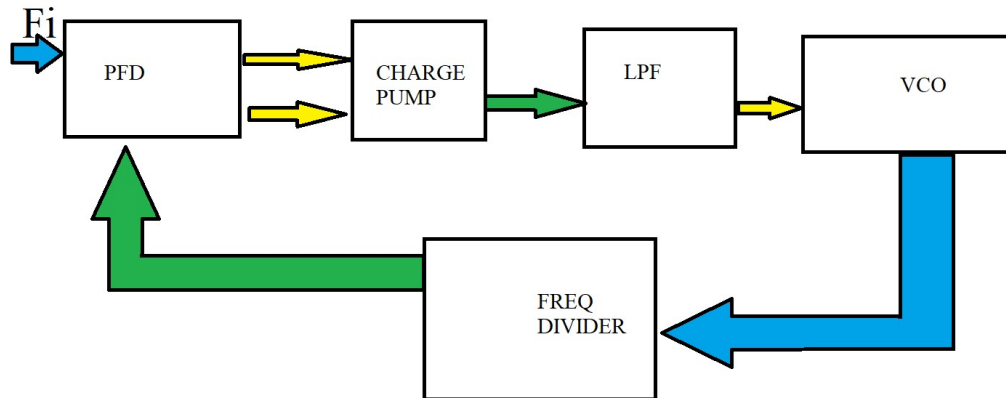 Fi
PFD
CHARGE
PUMP
LPF
VCO
FREQ
DIVIDER